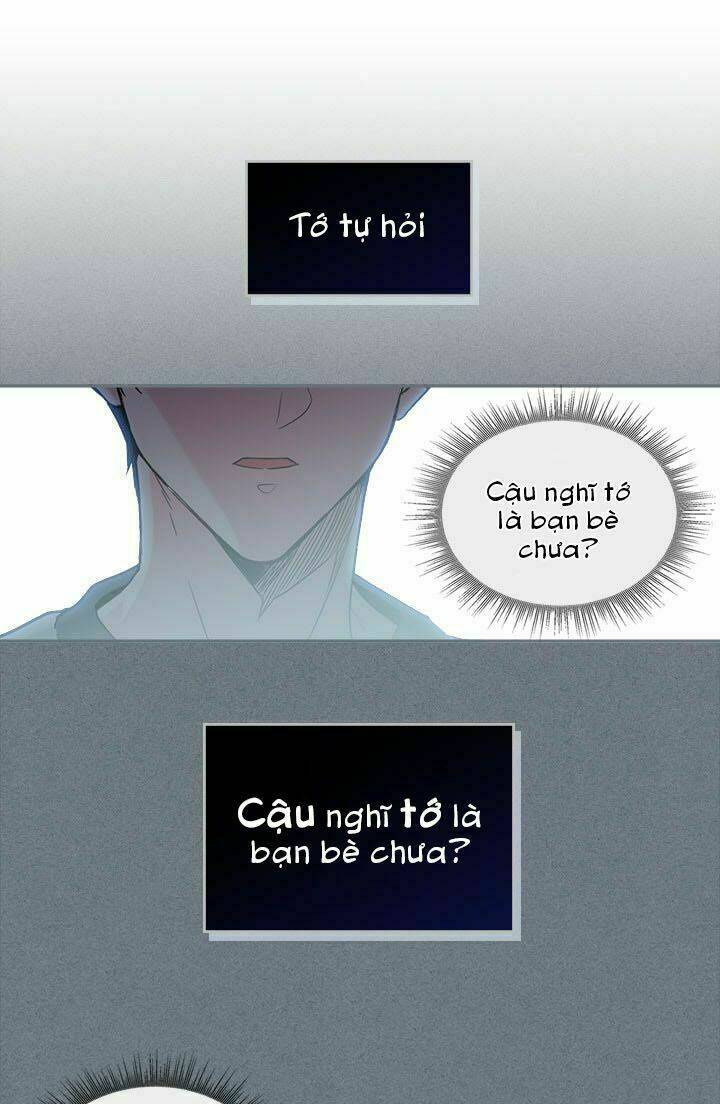 Tớ tự hỏi
Cậu nghĩ tớ
là bạn bè
chưa?
Cậu nghĩ tớ là
bạn bè chưa?